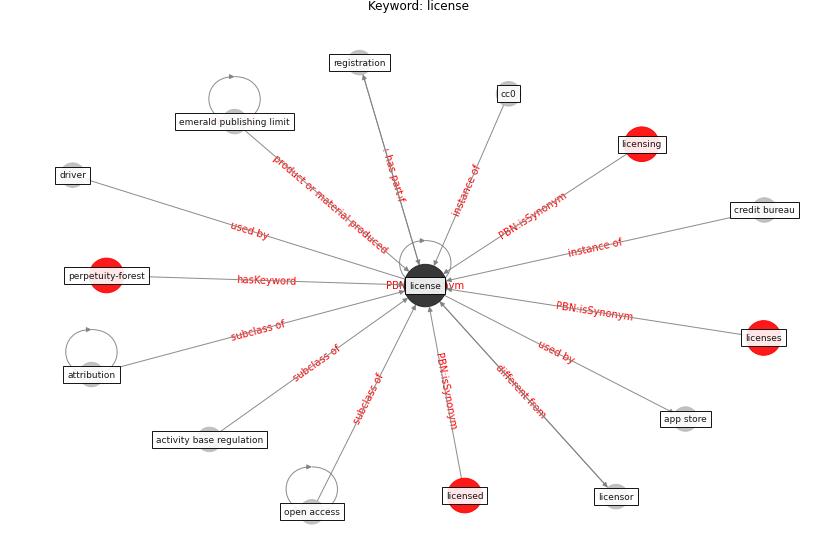 Keyword: license
registration
cc0
emerald publishing limit
licensing
driver
credit bureau
perpetuity-forest
license
licenses
attribution
app store
activity base regulation
licensed
licensor
open access
has part
instance of
product or material produced
PBN:isSynonym
used by
instance of
hasKeyword
PBN:isSynonym
subclass of
used by
subclass of
different from
subclass of
PBN:isSynonym